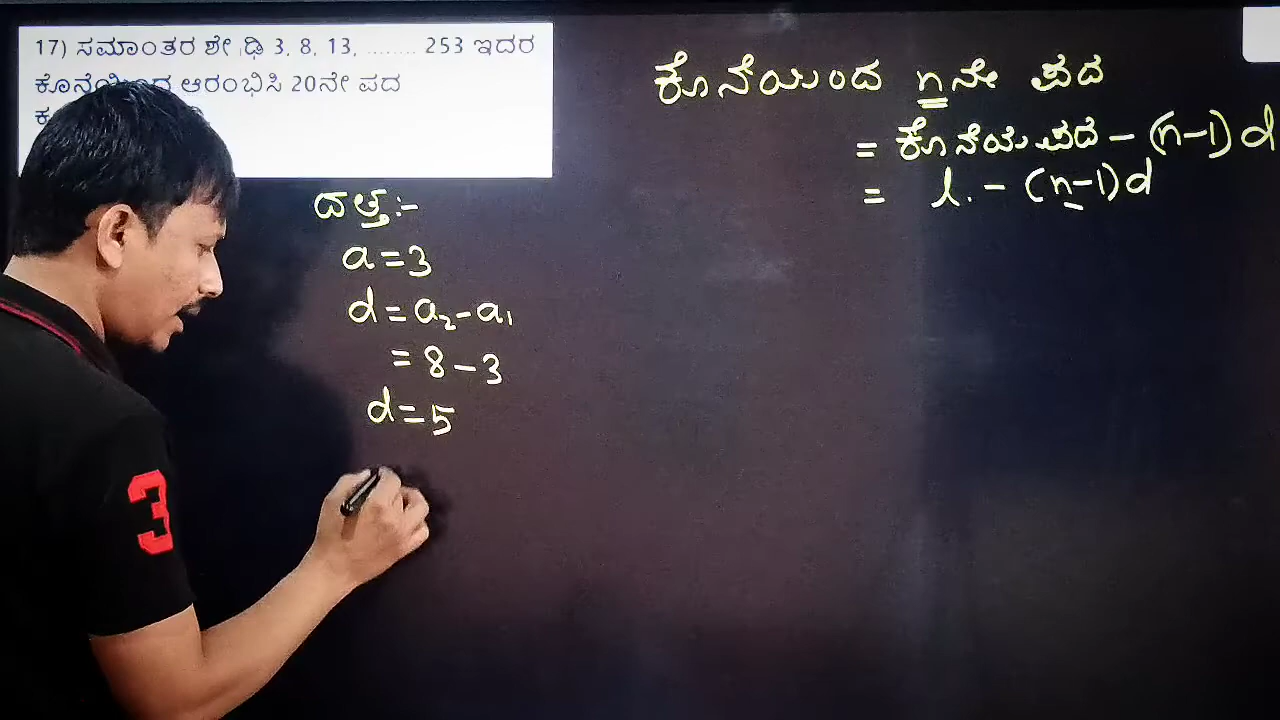 17) ಸಮಾಂತರ ಶೇ ಢಿ 3, 8, 13, ........ 253 ಇದರ
ಕೊನೆಯಿಂದ ಆರಂಭಿಸಿ 20ನೇ ಪದ
ದತ್ತ:-
a = 3
d = a₂ - a₁
= 8 - 3
d = 5
ಕೊನೆಯಿಂದ nನೇ ಪದ
= ಕೊನೆಯ ಪದ - (n-1) d
= l. - (n-1) d
3